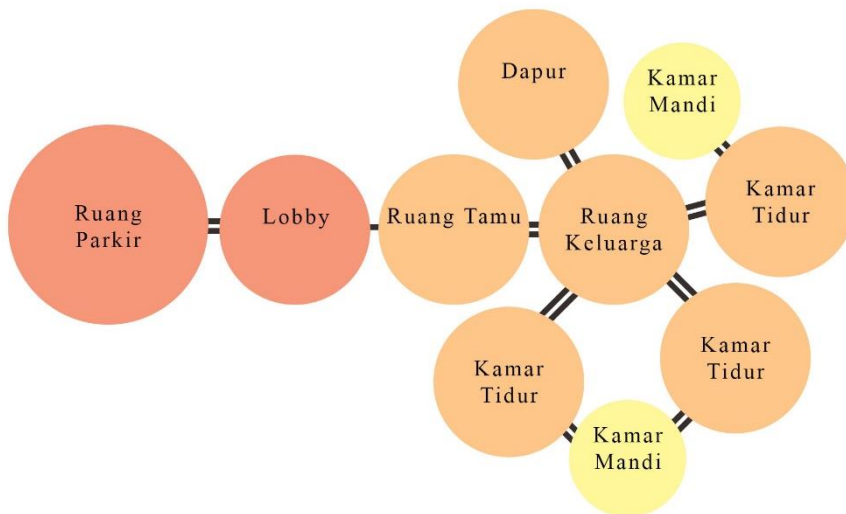 Dapur
Kamar
Mandi
Ruang
Parkir
Lobby
Ruang Tamu
Ruang
Keluarga
Kamar
Tidur
Kamar
Tidur
Kamar
Tidur
Kamar
Mandi